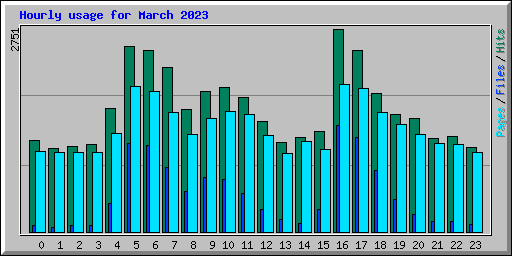 Hourly usage for March 2023
2751
Pages/Files/Hits
0 1 2 3 4 5 6 7 8 9 10 11 12 13 14 15 16 17 18 19 20 21 22 23